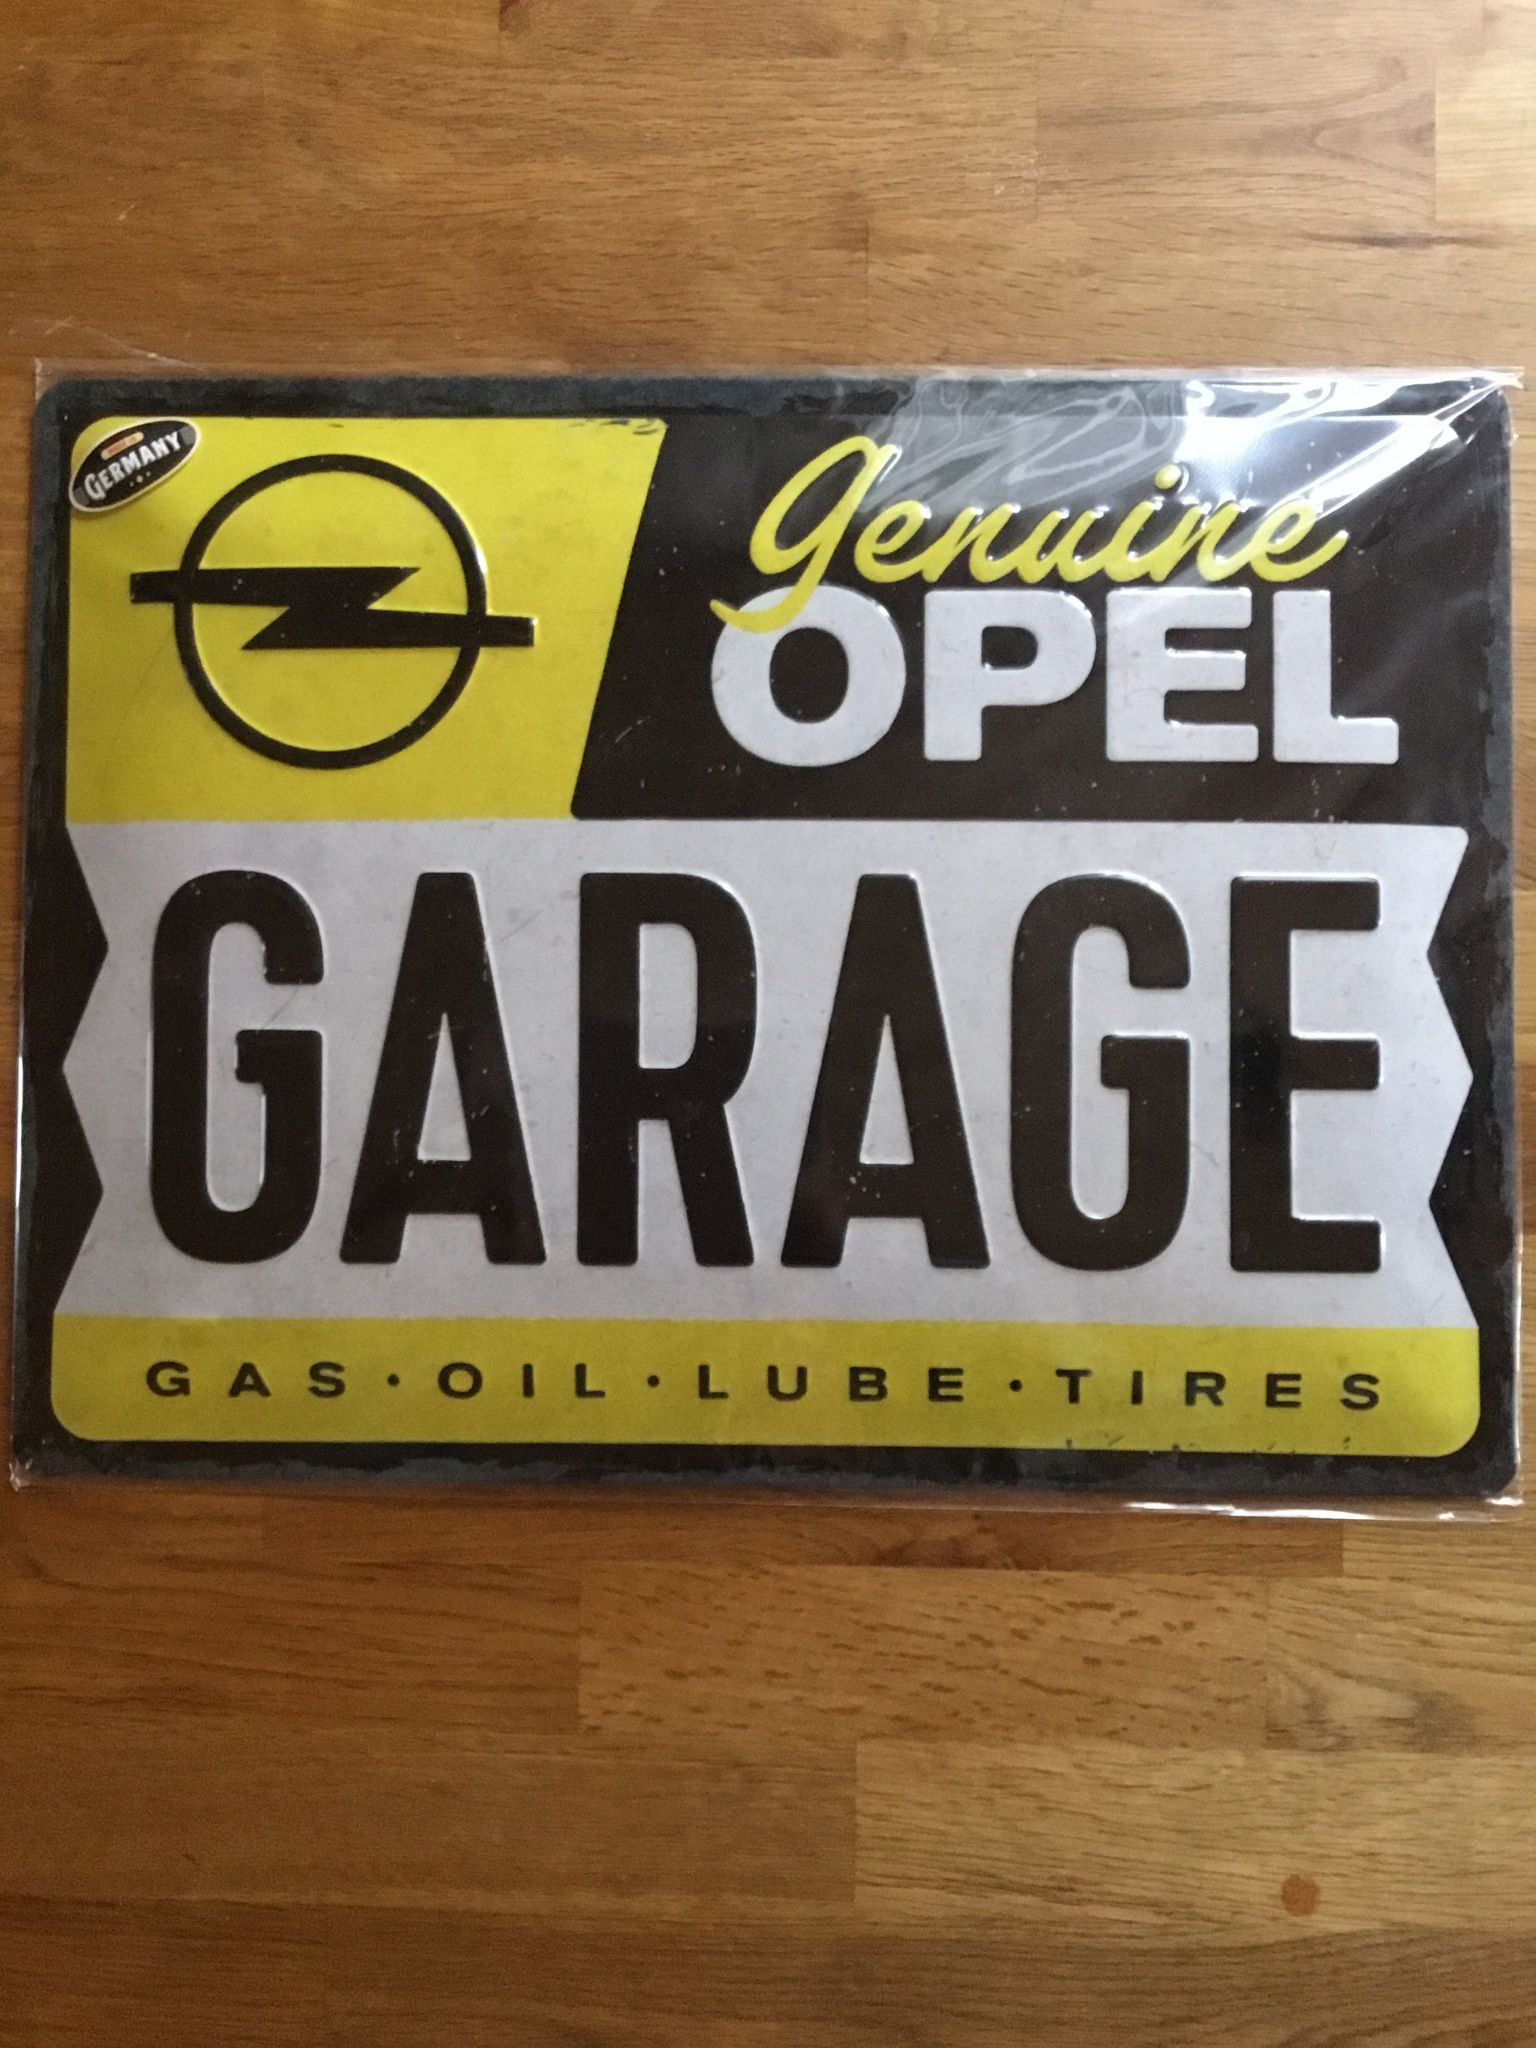 GERMANY
genuine
OPEL
GARAGE
GAS·OIL·LUBE·TIRES